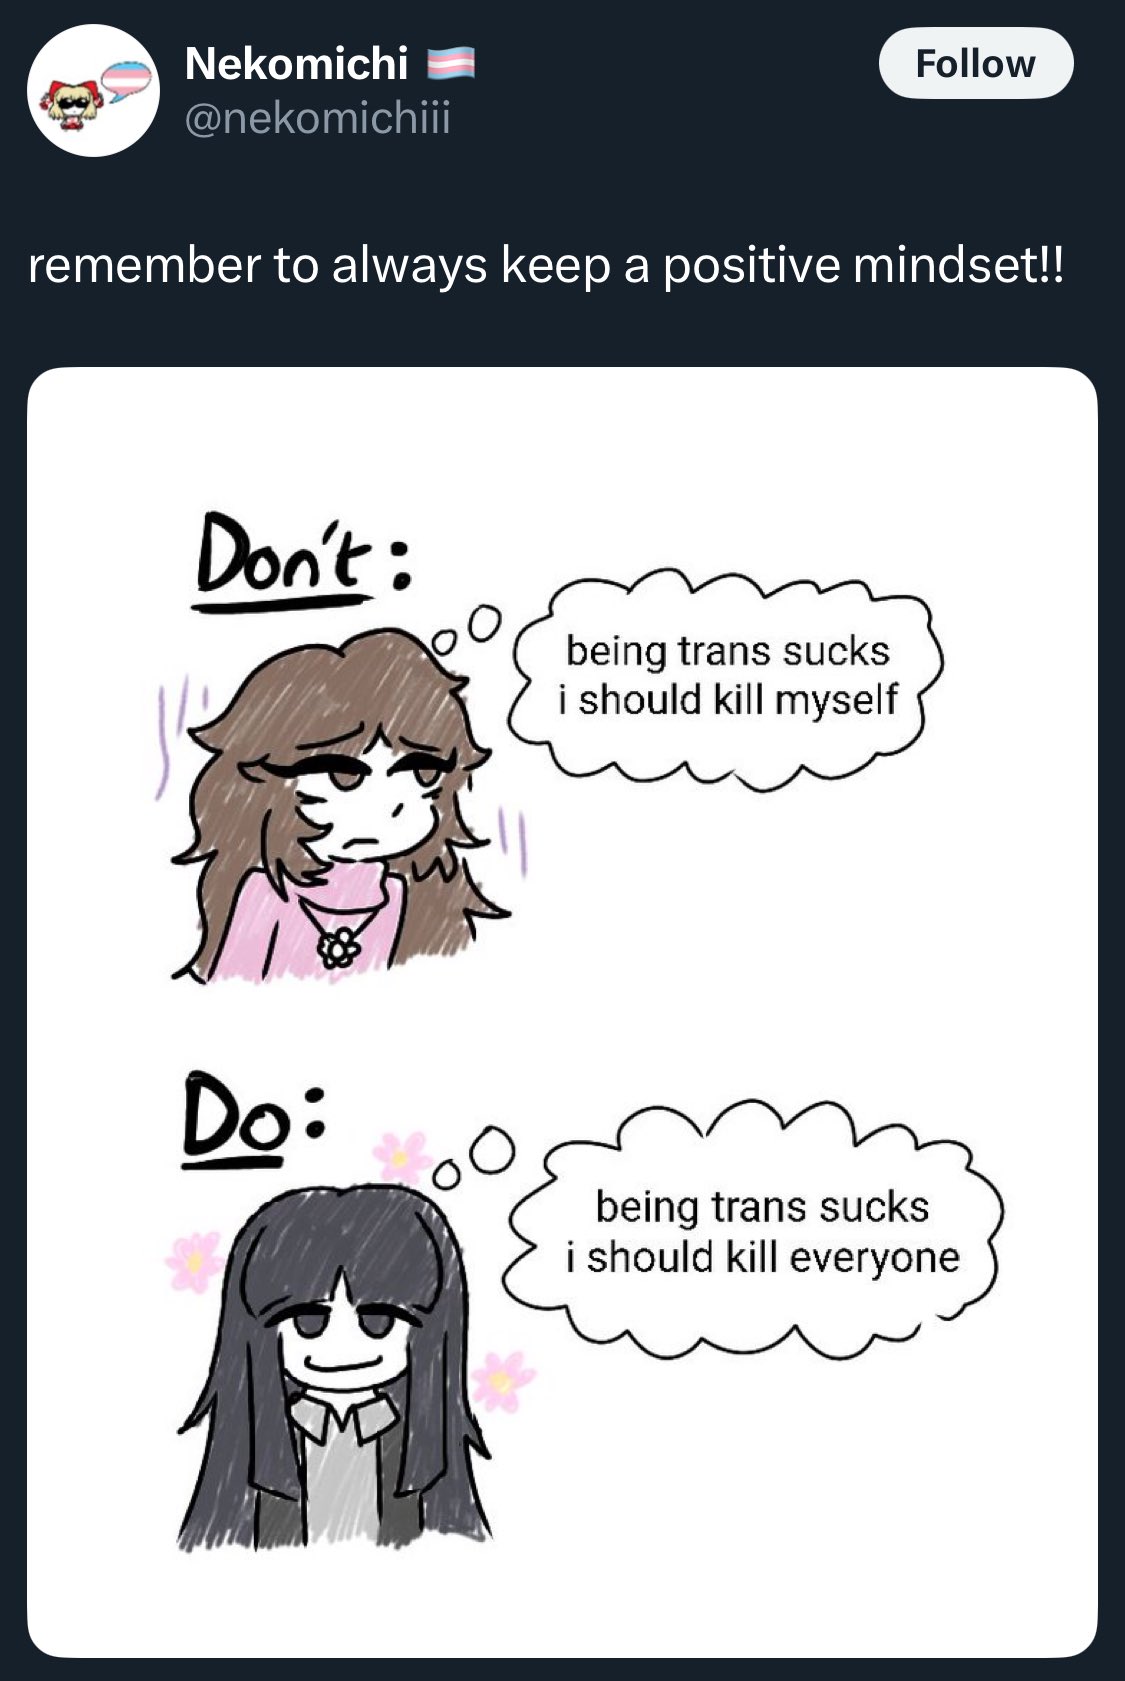 Nekomichi 🏳️‍⚧️
@nekomichiii
Follow
remember to always keep a positive mindset!!
Don't:
being trans sucks
i should kill myself
Do:
being trans sucks
i should kill everyone